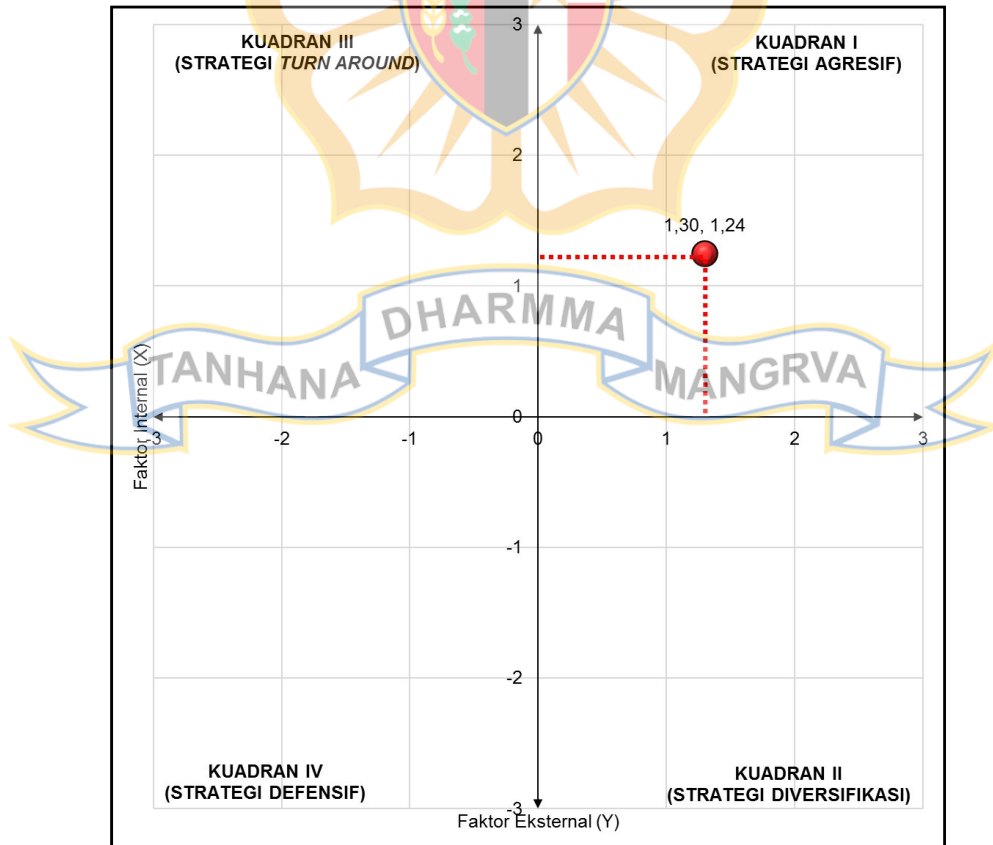 3
KUADRAN III
(STRATEGI TURN AROUND)
KUADRAN I
(STRATEGI AGRESIF)
2
1,30, 1,24
1
DHARMMA
TANHANA
MANGRVA
Faktor Internal (X)
0
-3
-2
-1
0
1
2
3
-1
-2
KUADRAN IV
(STRATEGI DEFENSIF)
KUADRAN II
(STRATEGI DIVERSIFIKASI)
-3
Faktor Eksternal (Y)